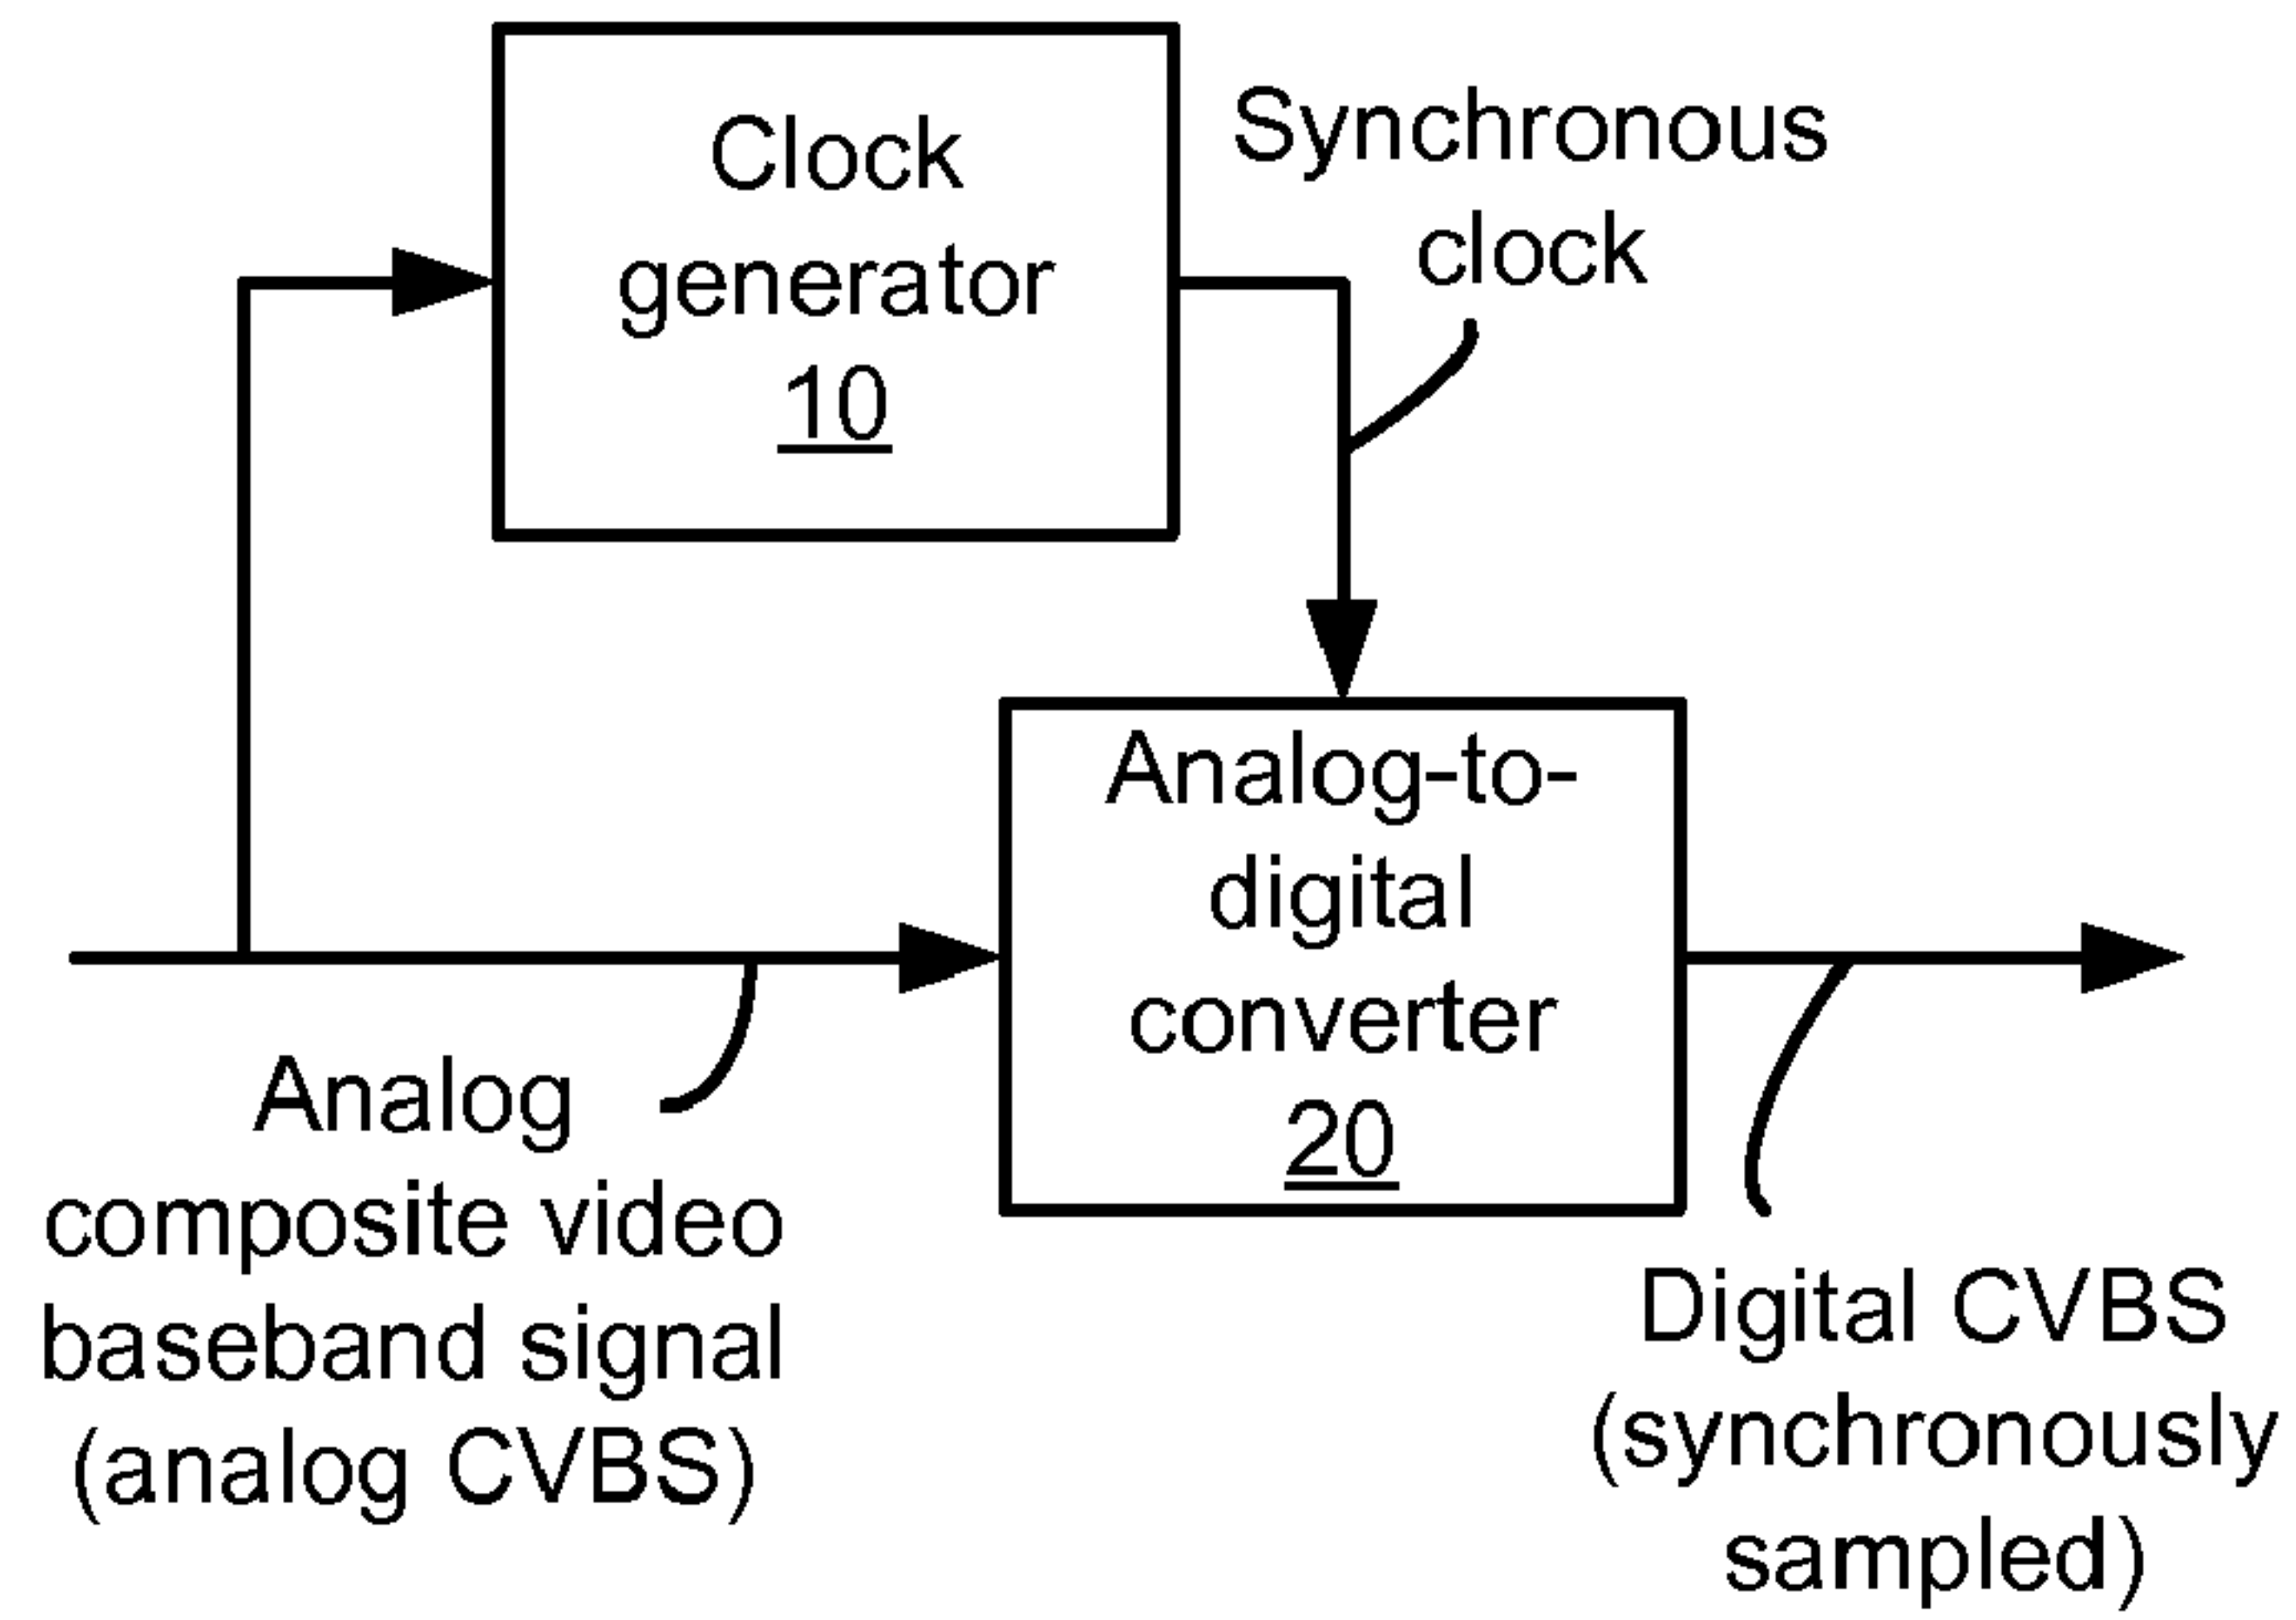 Clock
generator
10
Synchronous
clock
Analog-to-
digital
converter
20
Analog
composite video
baseband signal
(analog CVBS)
Digital CVBS
(synchronously
sampled)